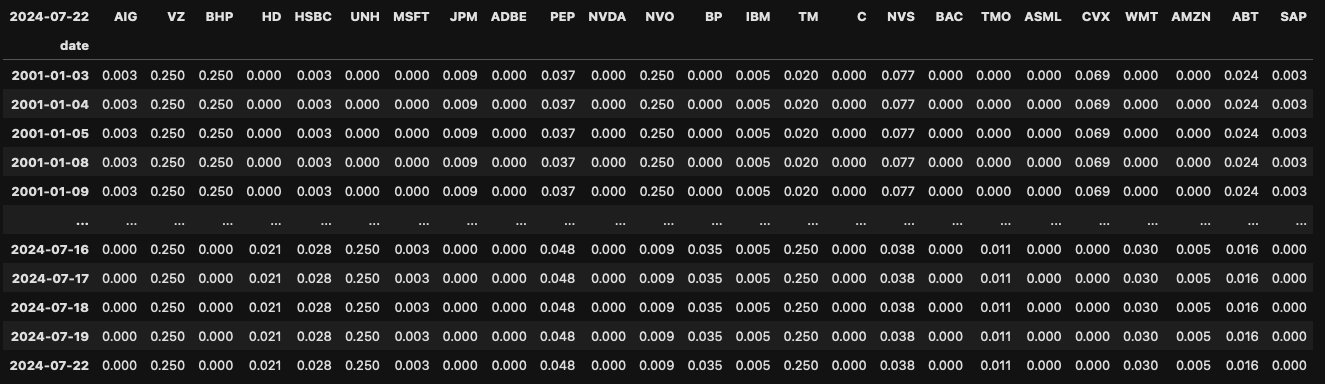 2024-07-22 AIG VZ BHP HD HSBC UNH MSFT JPM ADBE PEP NVDA NVO BP IBM TM C NVS BAC TMO ASML CVX WMT AMZN ABT SAP
date
2001-01-03 0.003 0.250 0.250 0.000 0.003 0.000 0.000 0.009 0.000 0.037 0.000 0.250 0.000 0.005 0.020 0.000 0.077 0.000 0.000 0.000 0.069 0.000 0.000 0.024 0.003
2001-01-04 0.003 0.250 0.250 0.000 0.003 0.000 0.000 0.009 0.000 0.037 0.000 0.250 0.000 0.005 0.020 0.000 0.077 0.000 0.000 0.000 0.069 0.000 0.000 0.024 0.003
2001-01-05 0.003 0.250 0.250 0.000 0.003 0.000 0.000 0.009 0.000 0.037 0.000 0.250 0.000 0.005 0.020 0.000 0.077 0.000 0.000 0.000 0.069 0.000 0.000 0.024 0.003
2001-01-08 0.003 0.250 0.250 0.000 0.003 0.000 0.000 0.009 0.000 0.037 0.000 0.250 0.000 0.005 0.020 0.000 0.077 0.000 0.000 0.000 0.069 0.000 0.000 0.024 0.003
2001-01-09 0.003 0.250 0.250 0.000 0.003 0.000 0.000 0.009 0.000 0.037 0.000 0.250 0.000 0.005 0.020 0.000 0.077 0.000 0.000 0.000 0.069 0.000 0.000 0.024 0.003
... ... ... ... ... ... ... ... ... ... ... ... ... ... ... ... ... ... ... ... ... ... ... ... ... ...
2024-07-16 0.000 0.250 0.000 0.021 0.028 0.250 0.003 0.000 0.000 0.048 0.000 0.009 0.035 0.005 0.250 0.000 0.038 0.000 0.011 0.000 0.000 0.030 0.005 0.016 0.000
2024-07-17 0.000 0.250 0.000 0.021 0.028 0.250 0.003 0.000 0.000 0.048 0.000 0.009 0.035 0.005 0.250 0.000 0.038 0.000 0.011 0.000 0.000 0.030 0.005 0.016 0.000
2024-07-18 0.000 0.250 0.000 0.021 0.028 0.250 0.003 0.000 0.000 0.048 0.000 0.009 0.035 0.005 0.250 0.000 0.038 0.000 0.011 0.000 0.000 0.030 0.005 0.016 0.000
2024-07-19 0.000 0.250 0.000 0.021 0.028 0.250 0.003 0.000 0.000 0.048 0.000 0.009 0.035 0.005 0.250 0.000 0.038 0.000 0.011 0.000 0.000 0.030 0.005 0.016 0.000
2024-07-22 0.000 0.250 0.000 0.021 0.028 0.250 0.003 0.000 0.000 0.048 0.000 0.009 0.035 0.005 0.250 0.000 0.038 0.000 0.011 0.000 0.000 0.030 0.005 0.016 0.000